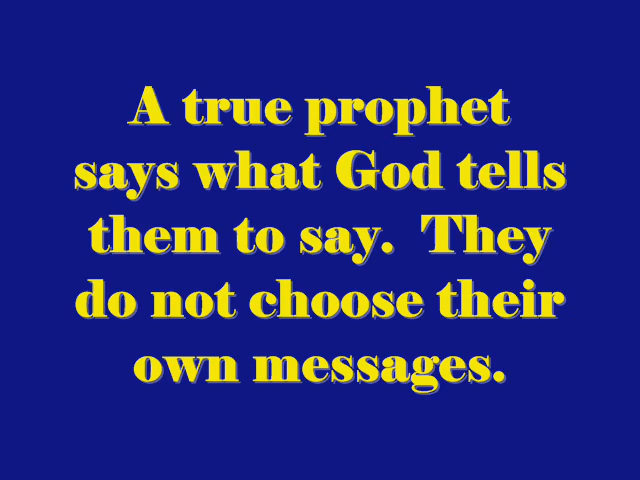 A true prophet
says what God tells
them to say.  They
do not choose their
own messages.